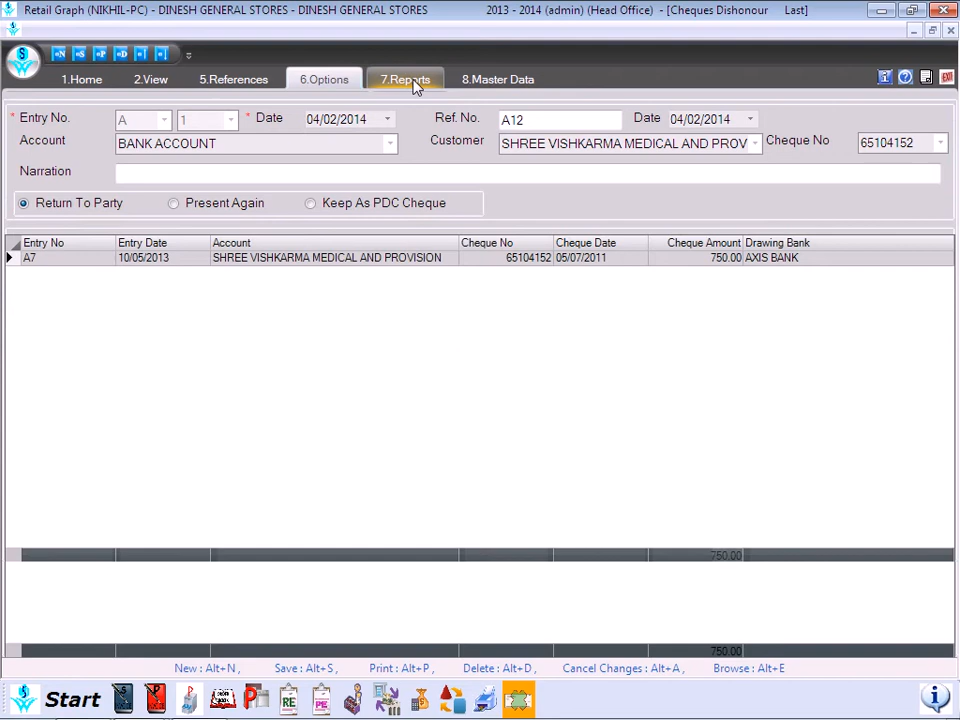 Retail Graph (NIKHIL-PC) - DINESH GENERAL STORES - DINESH GENERAL STORES 2013 - 2014 (admin) (Head Office) - [Cheques Dishonour Last]
«N «S «P «D
1.Home 2.View 5.References 6.Options 7.Reports 8.Master Data EXIT
* Entry No. A 1 * Date 04/02/2014 Ref. No. A12 Date 04/02/2014
Account BANK ACCOUNT Customer SHREE VISHKARMA MEDICAL AND PROV Cheque No 65104152
Narration
Return To Party Present Again Keep As PDC Cheque
Entry No Entry Date Account Cheque No Cheque Date Cheque Amount Drawing Bank
A7 10/05/2013 SHREE VISHKARMA MEDICAL AND PROVISION 65104152 05/07/2011 750.00 AXIS BANK
750.00
750.00
New : Alt+N , Save : Alt+S , Print : Alt+P , Delete : Alt+D , Cancel Changes : Alt+A , Browse : Alt+E
Start RE PE